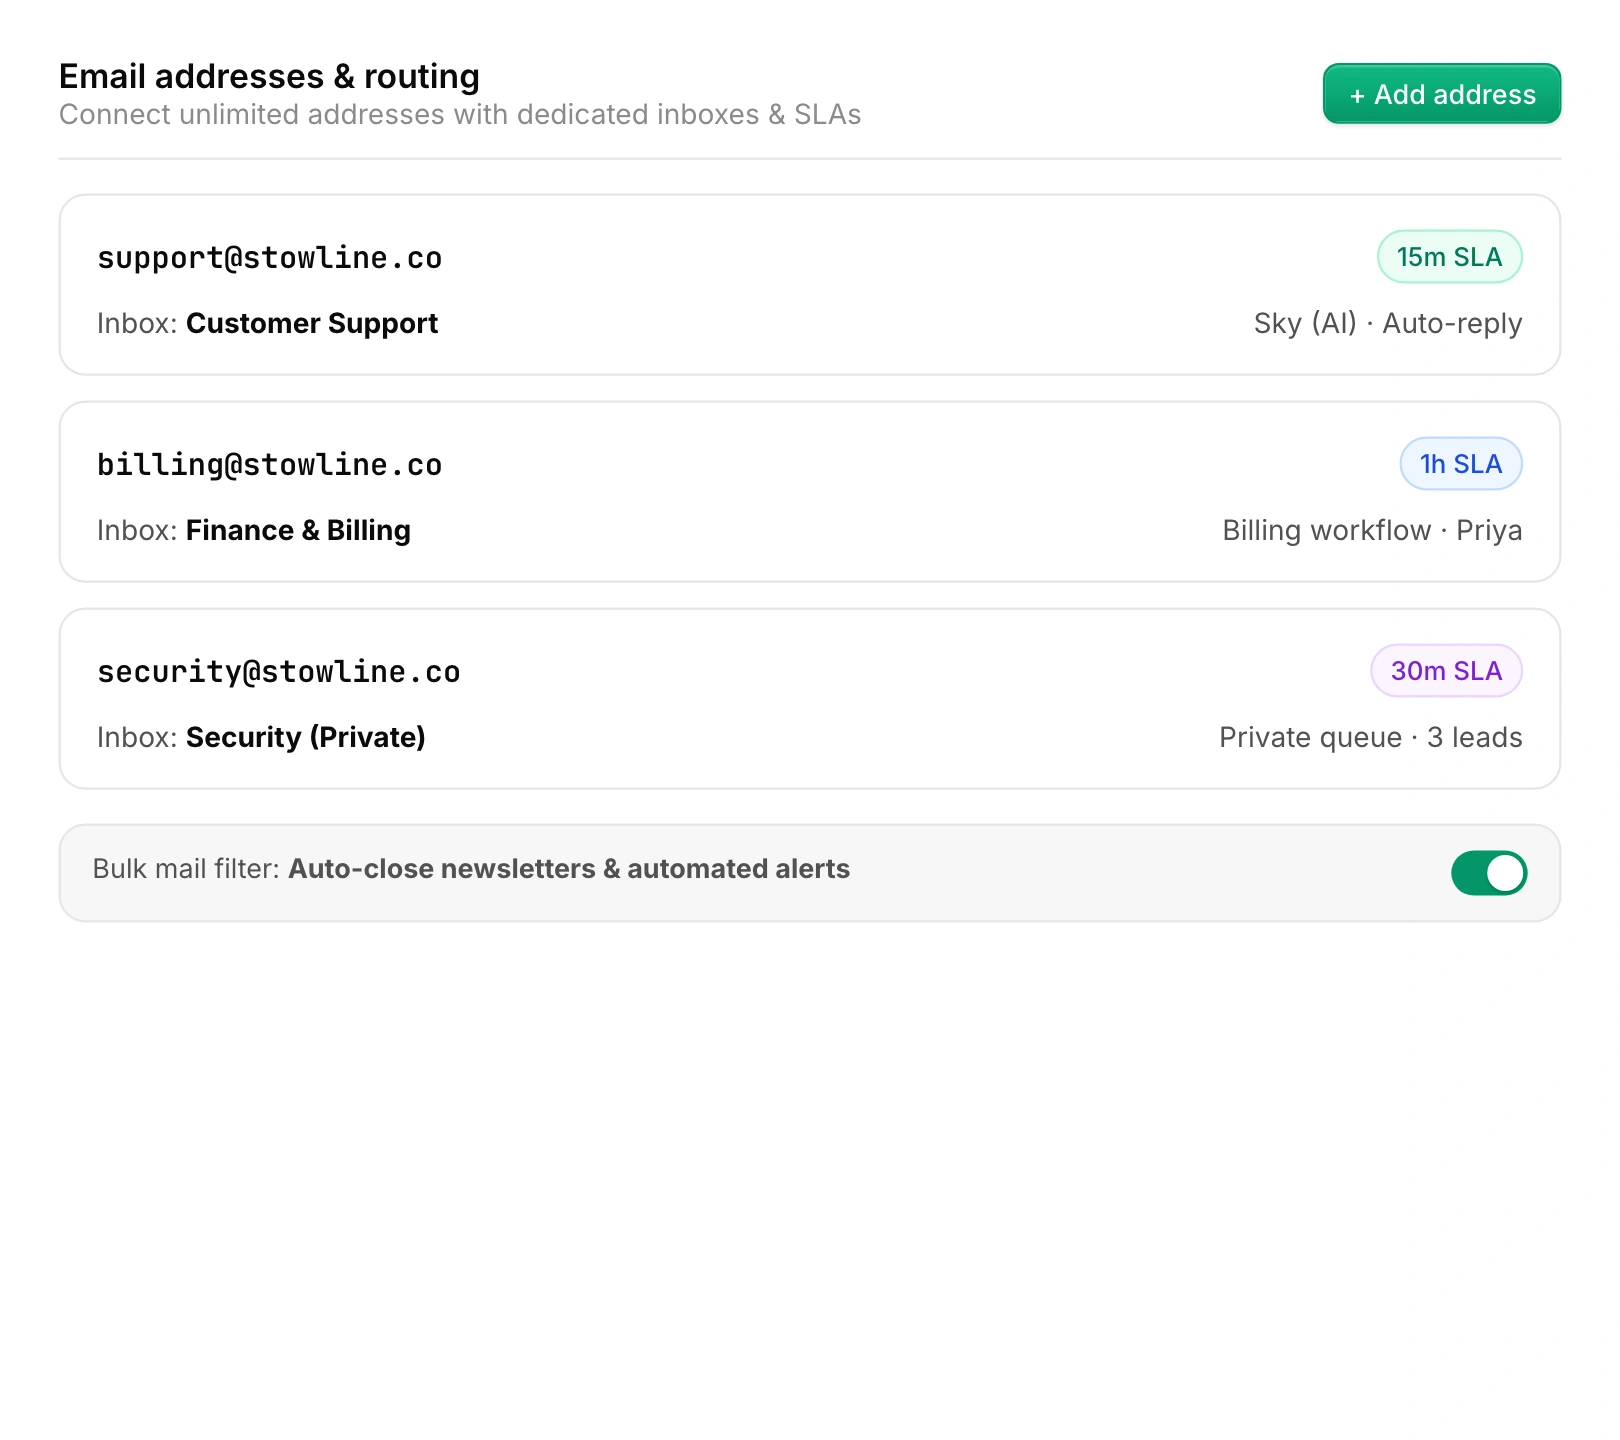 Email addresses & routing
Connect unlimited addresses with dedicated inboxes & SLAs
+ Add address
support@stowline.co
15m SLA
Inbox: Customer Support
Sky (AI) · Auto-reply
billing@stowline.co
1h SLA
Inbox: Finance & Billing
Billing workflow · Priya
security@stowline.co
30m SLA
Inbox: Security (Private)
Private queue · 3 leads
Bulk mail filter: Auto-close newsletters & automated alerts